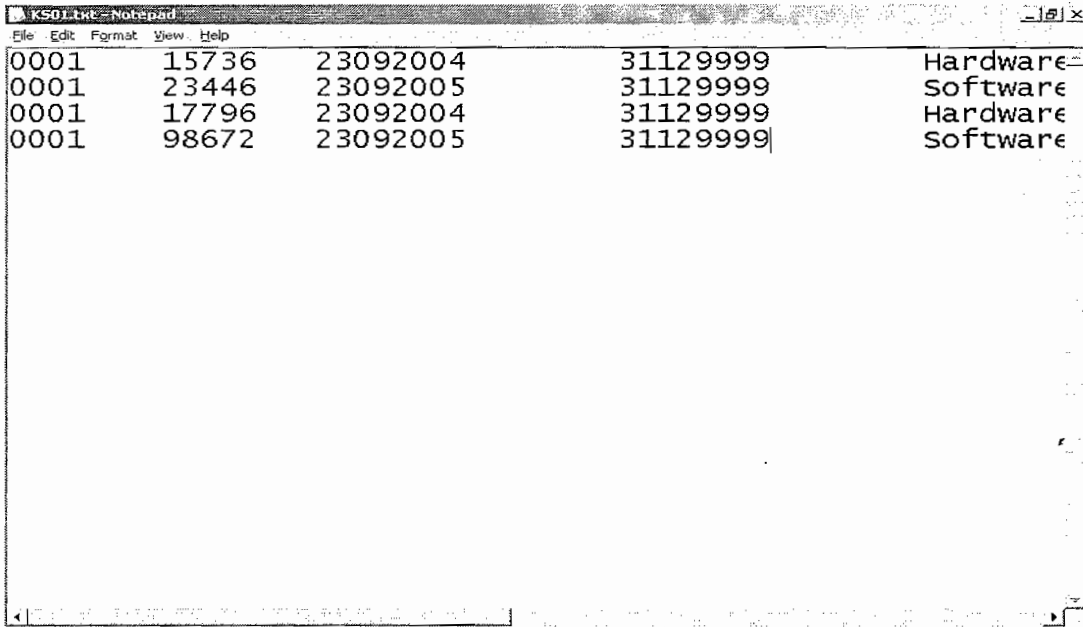 KS01.txt - Notepad
File Edit Format View Help
0001 15736 23092004 31129999 Hardware
0001 23446 23092005 31129999 Software
0001 17796 23092004 31129999 Hardware
0001 98672 23092005 31129999 Software